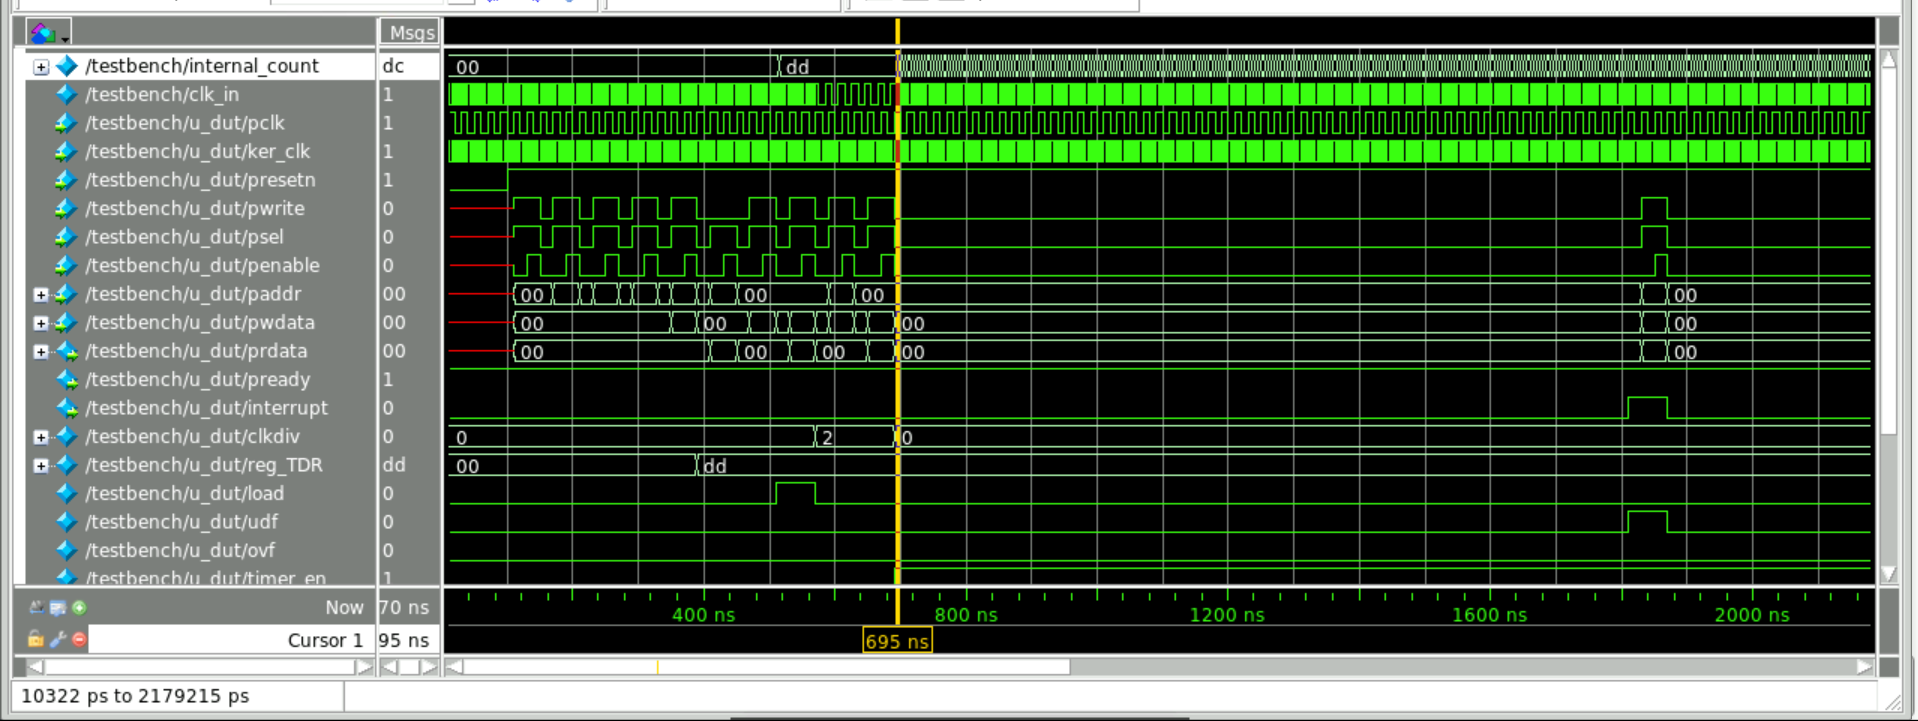 Msgs
/testbench/internal_count dc 00 dd
/testbench/clk_in 1
/testbench/u_dut/pclk 1
/testbench/u_dut/ker_clk 1
/testbench/u_dut/presetn 1
/testbench/u_dut/pwrite 0
/testbench/u_dut/psel 0
/testbench/u_dut/penable 0
/testbench/u_dut/paddr 00 00 00 00 00
/testbench/u_dut/pwdata 00 00 00 00 00
/testbench/u_dut/prdata 00 00 00 00 00 00
/testbench/u_dut/pready 1
/testbench/u_dut/interrupt 0
/testbench/u_dut/clkdiv 0 0 2 0
/testbench/u_dut/reg_TDR dd 00 dd
/testbench/u_dut/load 0
/testbench/u_dut/udf 0
/testbench/u_dut/ovf 0
/testbench/u_dut/timer_en 1
Now 70 ns 400 ns 800 ns 1200 ns 1600 ns 2000 ns
Cursor 1 95 ns 695 ns
10322 ps to 2179215 ps